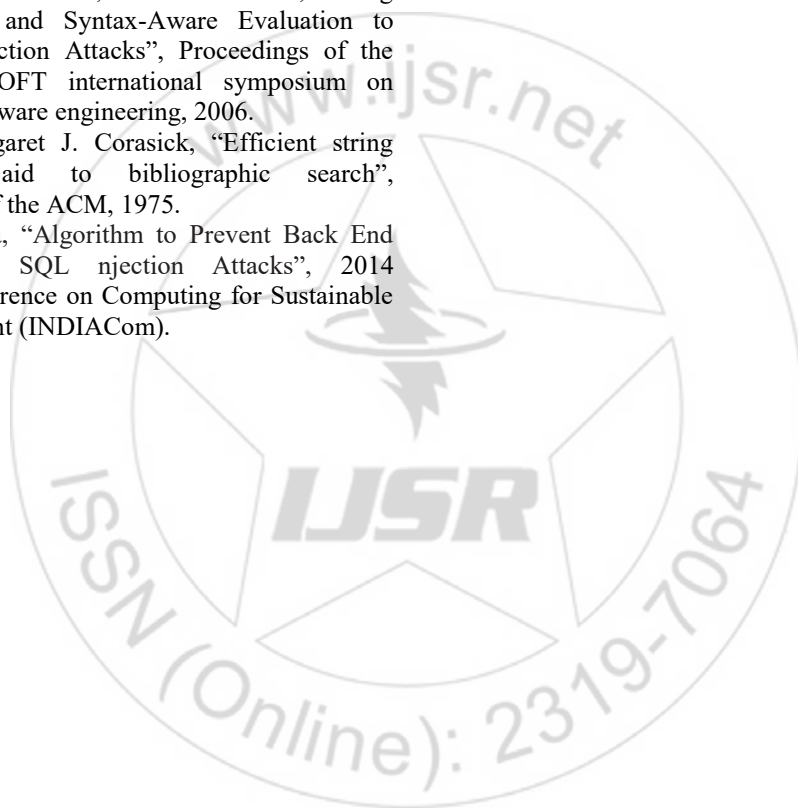 and Syntax-Aware Evaluation to
ction Attacks”, Proceedings of the
OFT international symposium on
ware engineering, 2006.
garet J. Corasick, “Efficient string
aid to bibliographic search”,
f the ACM, 1975.
, “Algorithm to Prevent Back End
SQL njection Attacks”, 2014
rence on Computing for Sustainable
nt (INDIACom).
www.ijsr.net
IJSR
ISSN (Online): 2319-7064